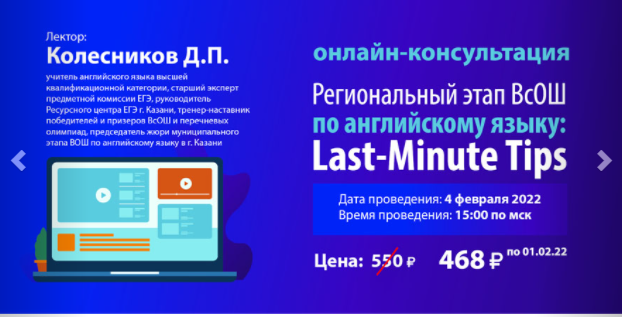 Лектор:
Колесников Д.П.
учитель английского языка высшей
квалификационной категории, старший эксперт
предметной комиссии ЕГЭ, руководитель
Ресурсного центра ЕГЭ г. Казани, тренер-наставник
победителей и призеров ВсОШ и перечневых
олимпиад, председатель жюри муниципального
этапа ВОШ по английскому языку в г. Казани
онлайн-консультация
Региональный этап ВсОШ
по английскому языку:
Last-Minute Tips
Дата проведения: 4 февраля 2022
Время проведения: 15:00 по мск
Цена: 550 ₽ 468 ₽ по 01.02.22